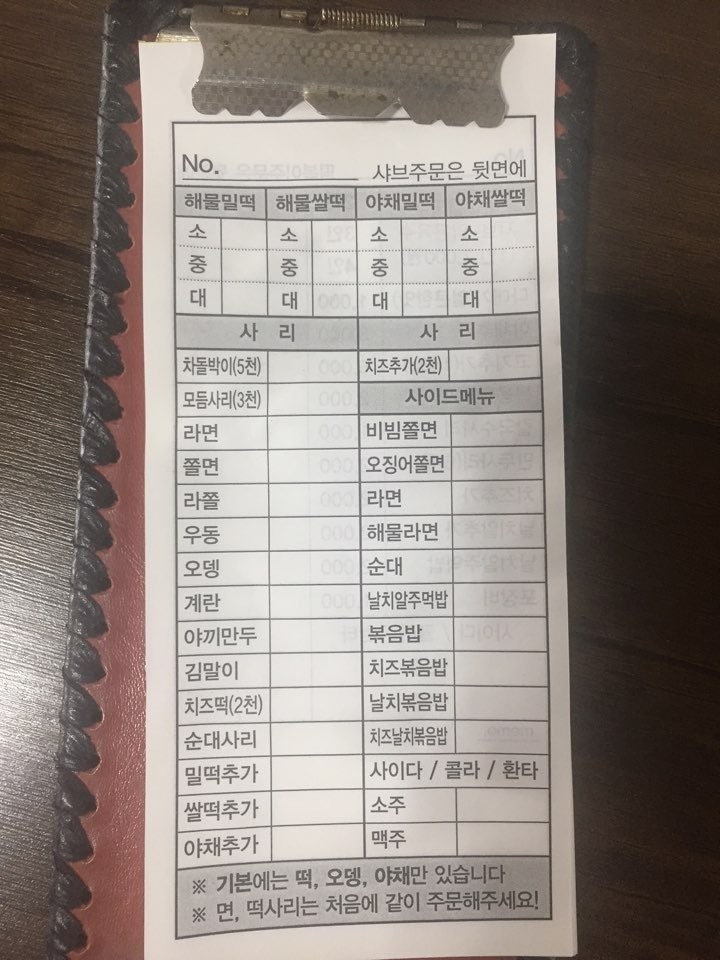 No. 샤브주문은 뒷면에
해물밀떡 해물쌀떡 야채밀떡 야채쌀떡
소 소 소 소
중 중 중 중
대 대 대 대
사 리 사 리
차돌박이(5천) 치즈추가(2천)
모듬사리(3천) 사이드메뉴
라면 비빔쫄면
쫄면 오징어쫄면
라쫄 라면
우동 해물라면
오뎅 순대
계란 날치알주먹밥
야끼만두 볶음밥
김말이 치즈볶음밥
치즈떡(2천) 날치볶음밥
순대사리 치즈날치볶음밥
밀떡추가 사이다 / 콜라 / 환타
쌀떡추가 소주
야채추가 맥주
※ 기본에는 떡, 오뎅, 야채만 있습니다
※ 면, 떡사리는 처음에 같이 주문해주세요!